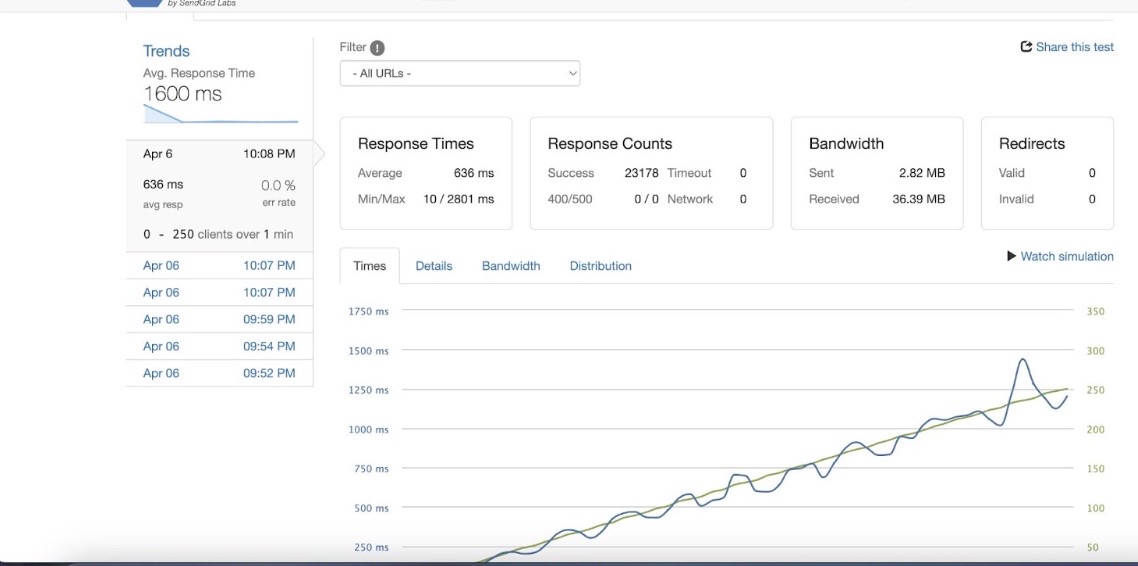 by SendGrid Labs
Trends
Avg. Response Time
1600 ms
Apr 6 10:08 PM
636 ms 0.0 %
avg resp err rate
0 - 250 clients over 1 min
Apr 06 10:07 PM
Apr 06 10:07 PM
Apr 06 09:59 PM
Apr 06 09:54 PM
Apr 06 09:52 PM
Filter !
- All URLs -
Share this test
Response Times
Average 636 ms
Min/Max 10 / 2801 ms
Response Counts
Success 23178 Timeout 0
400/500 0 / 0 Network 0
Bandwidth
Sent 2.82 MB
Received 36.39 MB
Redirects
Valid 0
Invalid 0
Times Details Bandwidth Distribution
Watch simulation
1750 ms 350
1500 ms 300
1250 ms 250
1000 ms 200
750 ms 150
500 ms 100
250 ms 50